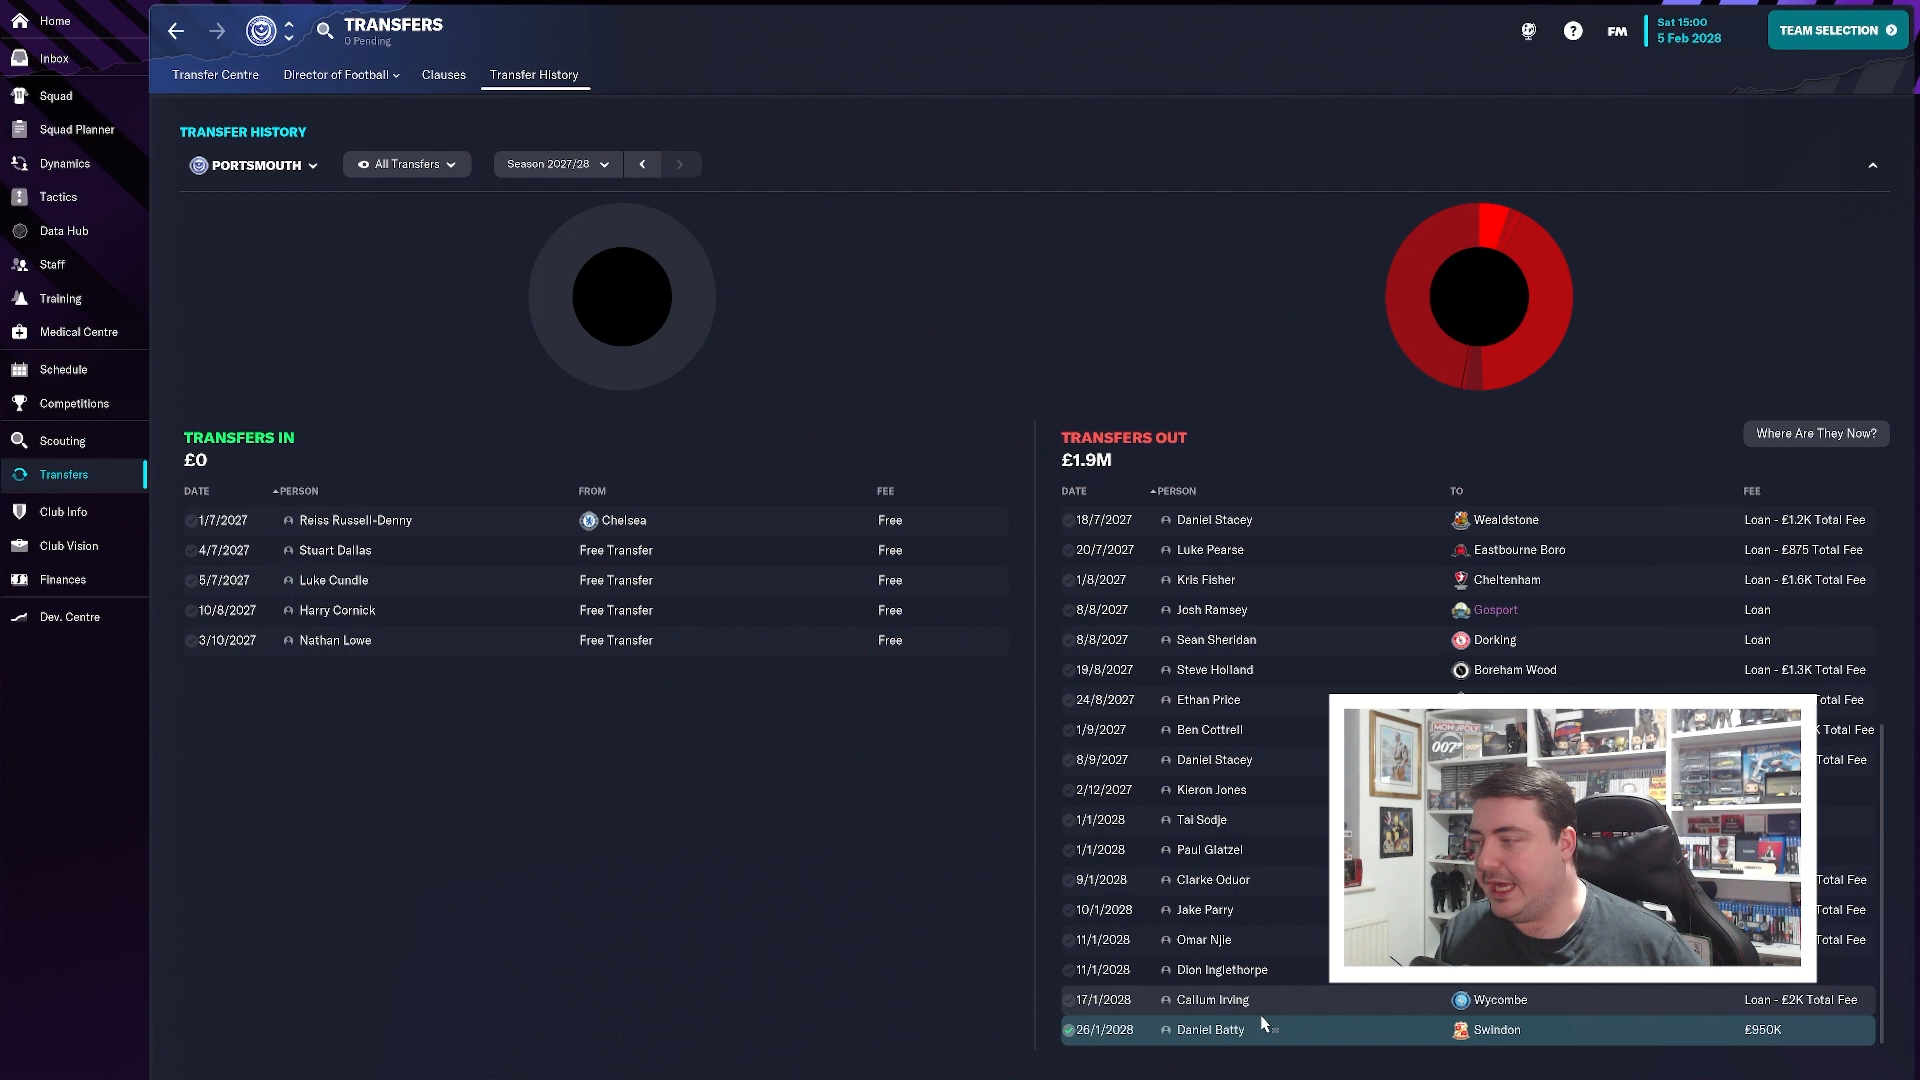 Home
Inbox
Squad
Squad Planner
Dynamics
Tactics
Data Hub
Staff
Training
Medical Centre
Schedule
Competitions
Scouting
Transfers
Club Info
Club Vision
Finances
Dev. Centre
TRANSFERS
0 Pending
FM
Sat 15:00
5 Feb 2028
TEAM SELECTION
Transfer Centre Director of Football Clauses Transfer History
TRANSFER HISTORY
PORTSMOUTH All Transfers Season 2027/28
TRANSFERS IN
£0
DATE PERSON FROM FEE
1/7/2027 Reiss Russell-Denny Chelsea Free
4/7/2027 Stuart Dallas Free Transfer Free
5/7/2027 Luke Cundle Free Transfer Free
10/8/2027 Harry Cornick Free Transfer Free
3/10/2027 Nathan Lowe Free Transfer Free
TRANSFERS OUT
£1.9M
Where Are They Now?
DATE PERSON TO FEE
18/7/2027 Daniel Stacey Wealdstone Loan - £1.2K Total Fee
20/7/2027 Luke Pearse Eastbourne Boro Loan - £875 Total Fee
1/8/2027 Kris Fisher Cheltenham Loan - £1.6K Total Fee
8/8/2027 Josh Ramsey Gosport Loan
8/8/2027 Sean Sheridan Dorking Loan
19/8/2027 Steve Holland Boreham Wood Loan - £1.3K Total Fee
24/8/2027 Ethan Price otal Fee
1/9/2027 Ben Cottrell K Total Fee
8/9/2027 Daniel Stacey Total Fee
2/12/2027 Kieron Jones
1/1/2028 Tai Sodje
1/1/2028 Paul Glatzel
9/1/2028 Clarke Oduor Total Fee
10/1/2028 Jake Parry Total Fee
11/1/2028 Omar Njie Total Fee
11/1/2028 Dion Inglethorpe
17/1/2028 Callum Irving Wycombe Loan - £2K Total Fee
26/1/2028 Daniel Batty Swindon £950K
MONOPOLY
007